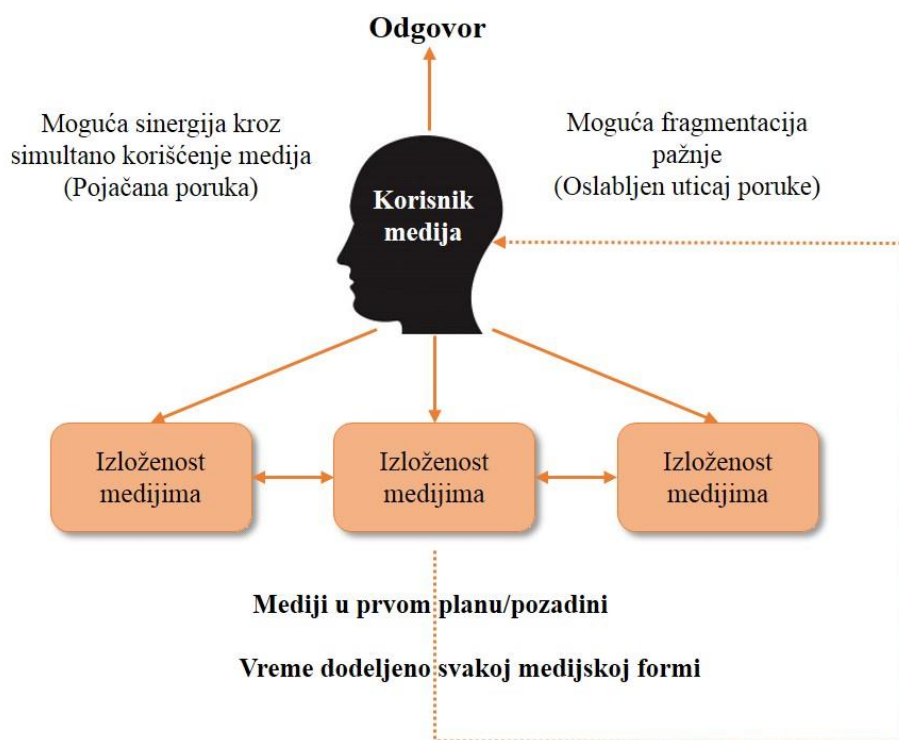 Odgovor
Moguća sinergija kroz
simultano korišćenje medija
(Pojačana poruka)
Moguća fragmentacija
pažnje
(Oslabljen uticaj poruke)
Korisnik
medija
Izloženost
medijima
Izloženost
medijima
Izloženost
medijima
Mediji u prvom planu/pozadini
Vreme dodeljeno svakoj medijskoj formi